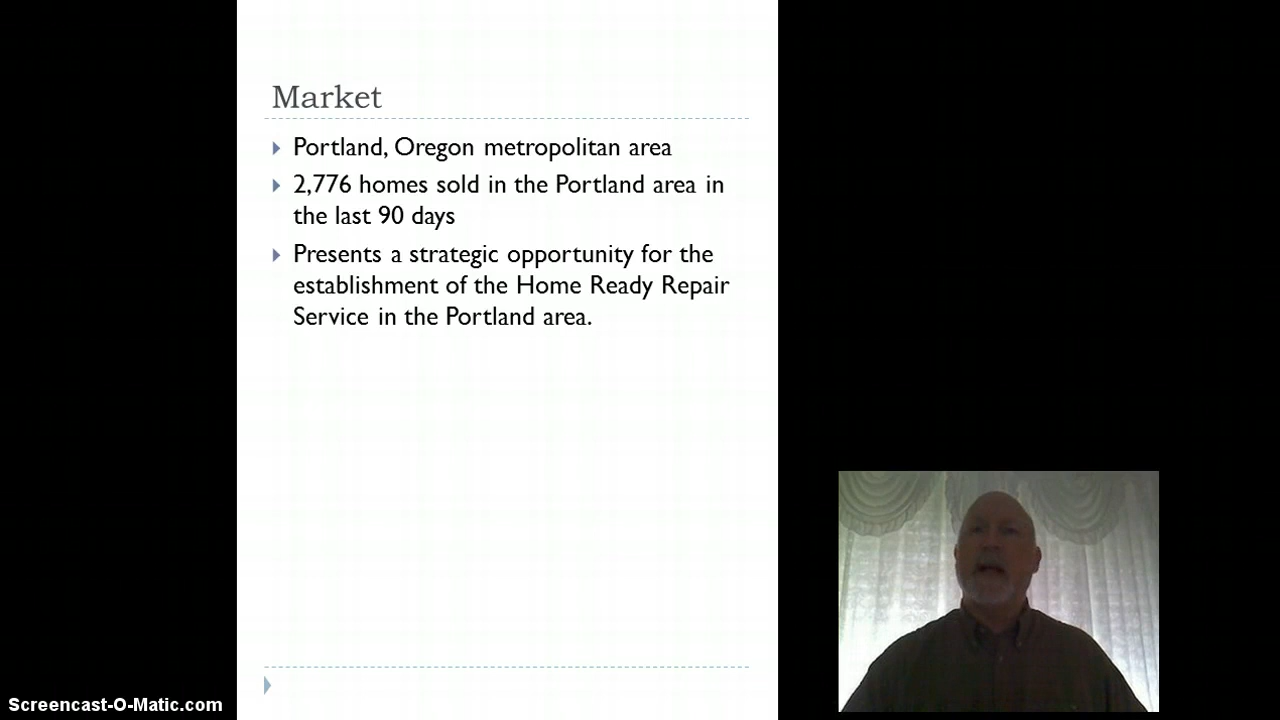 Market
Portland, Oregon metropolitan area
2,776 homes sold in the Portland area in
the last 90 days
Presents a strategic opportunity for the
establishment of the Home Ready Repair
Service in the Portland area.
Screencast-O-Matic.com